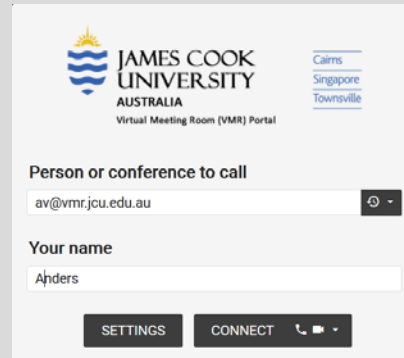 JAMES COOK
UNIVERSITY
AUSTRALIA
Virtual Meeting Room (VMR) Portal
Cairns
Singapore
Townsville
Person or conference to call
av@vmr.jcu.edu.au
Your name
Anders
SETTINGS
CONNECT